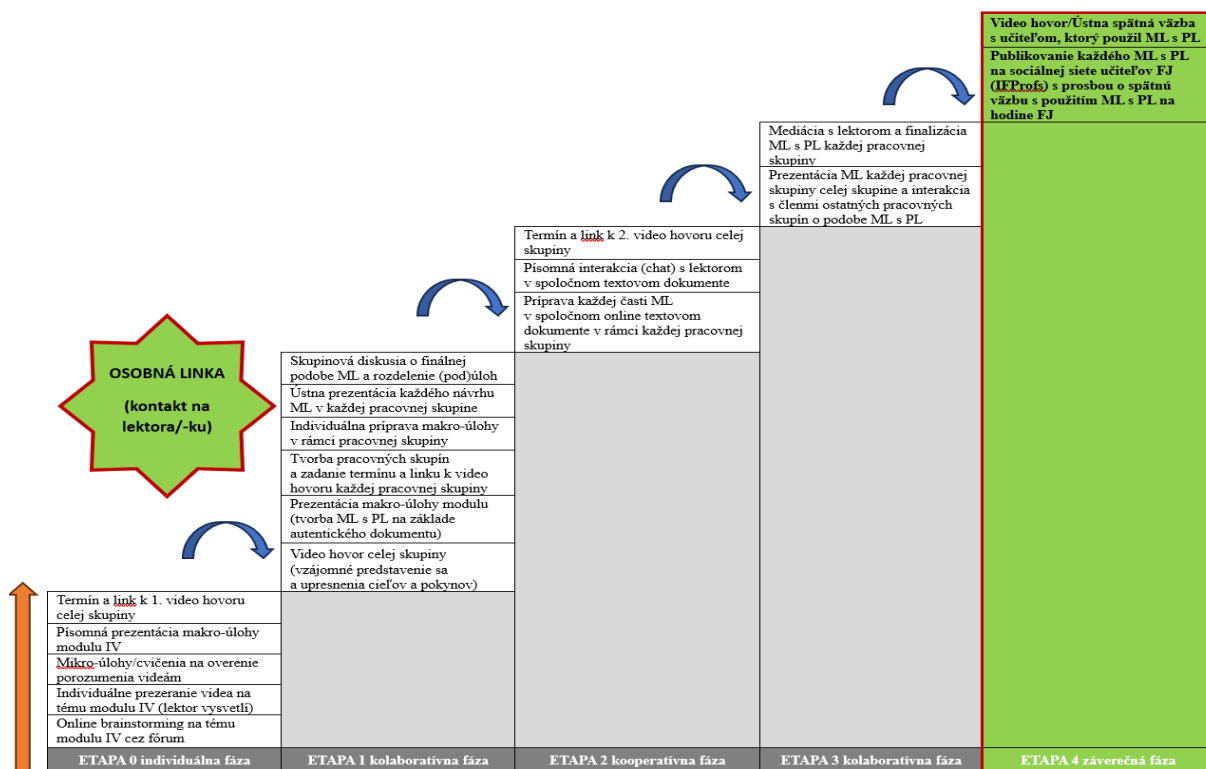 Video hovor/Ústna spätná väzba
s učiteľom, ktorý použil ML s PL
Publikovanie každého ML s PL
na sociálnej siete učiteľov FJ
(IFProfs) s prosbou o spätnú
väzbu s použitím ML s PL na
hodine FJ
Mediácia s lektorom a finalizácia
ML s PL každej pracovnej
skupiny
Prezentácia ML každej pracovnej
skupiny celej skupine a interakcia
s členmi ostatných pracovných
skupín o podobe ML s PL
Termín a link k 2. video hovoru celej
skupiny
Písomná interakcia (chat) s lektorom
v spoločnom textovom dokumente
Príprava každej časti ML
v spoločnom online textovom
dokumente v rámci každej pracovnej
skupiny
OSOBNÁ LINKA
(kontakt na
lektora/-ku)
Skupinová diskusia o finálnej
podobe ML a rozdelenie (pod)úloh
Ústna prezentácia každého návrhu
ML v každej pracovnej skupine
Individuálna príprava makro-úlohy
v rámci pracovnej skupiny
Tvorba pracovných skupín
a zadanie termínu a linku k video
hovoru každej pracovnej skupiny
Prezentácia makro-úlohy modulu
(tvorba ML s PL na základe
autentického dokumentu)
Video hovor celej skupiny
(vzájomné predstavenie sa
a upresnenia cieľov a pokynov)
Termín a link k 1. video hovoru
celej skupiny
Písomná prezentácia makro-úlohy
modulu IV
Mikro-úlohy/cvičenia na overenie
porozumenia videám
Individuálne prezeranie videa na
tému modulu IV (lektor vysvetlí)
Online brainstorming na tému
modulu IV cez fórum
ETAPA 0 individuálna fáza
ETAPA 1 kolaboratívna fáza
ETAPA 2 kooperatívna fáza
ETAPA 3 kolaboratívna fáza
ETAPA 4 záverečná fáza